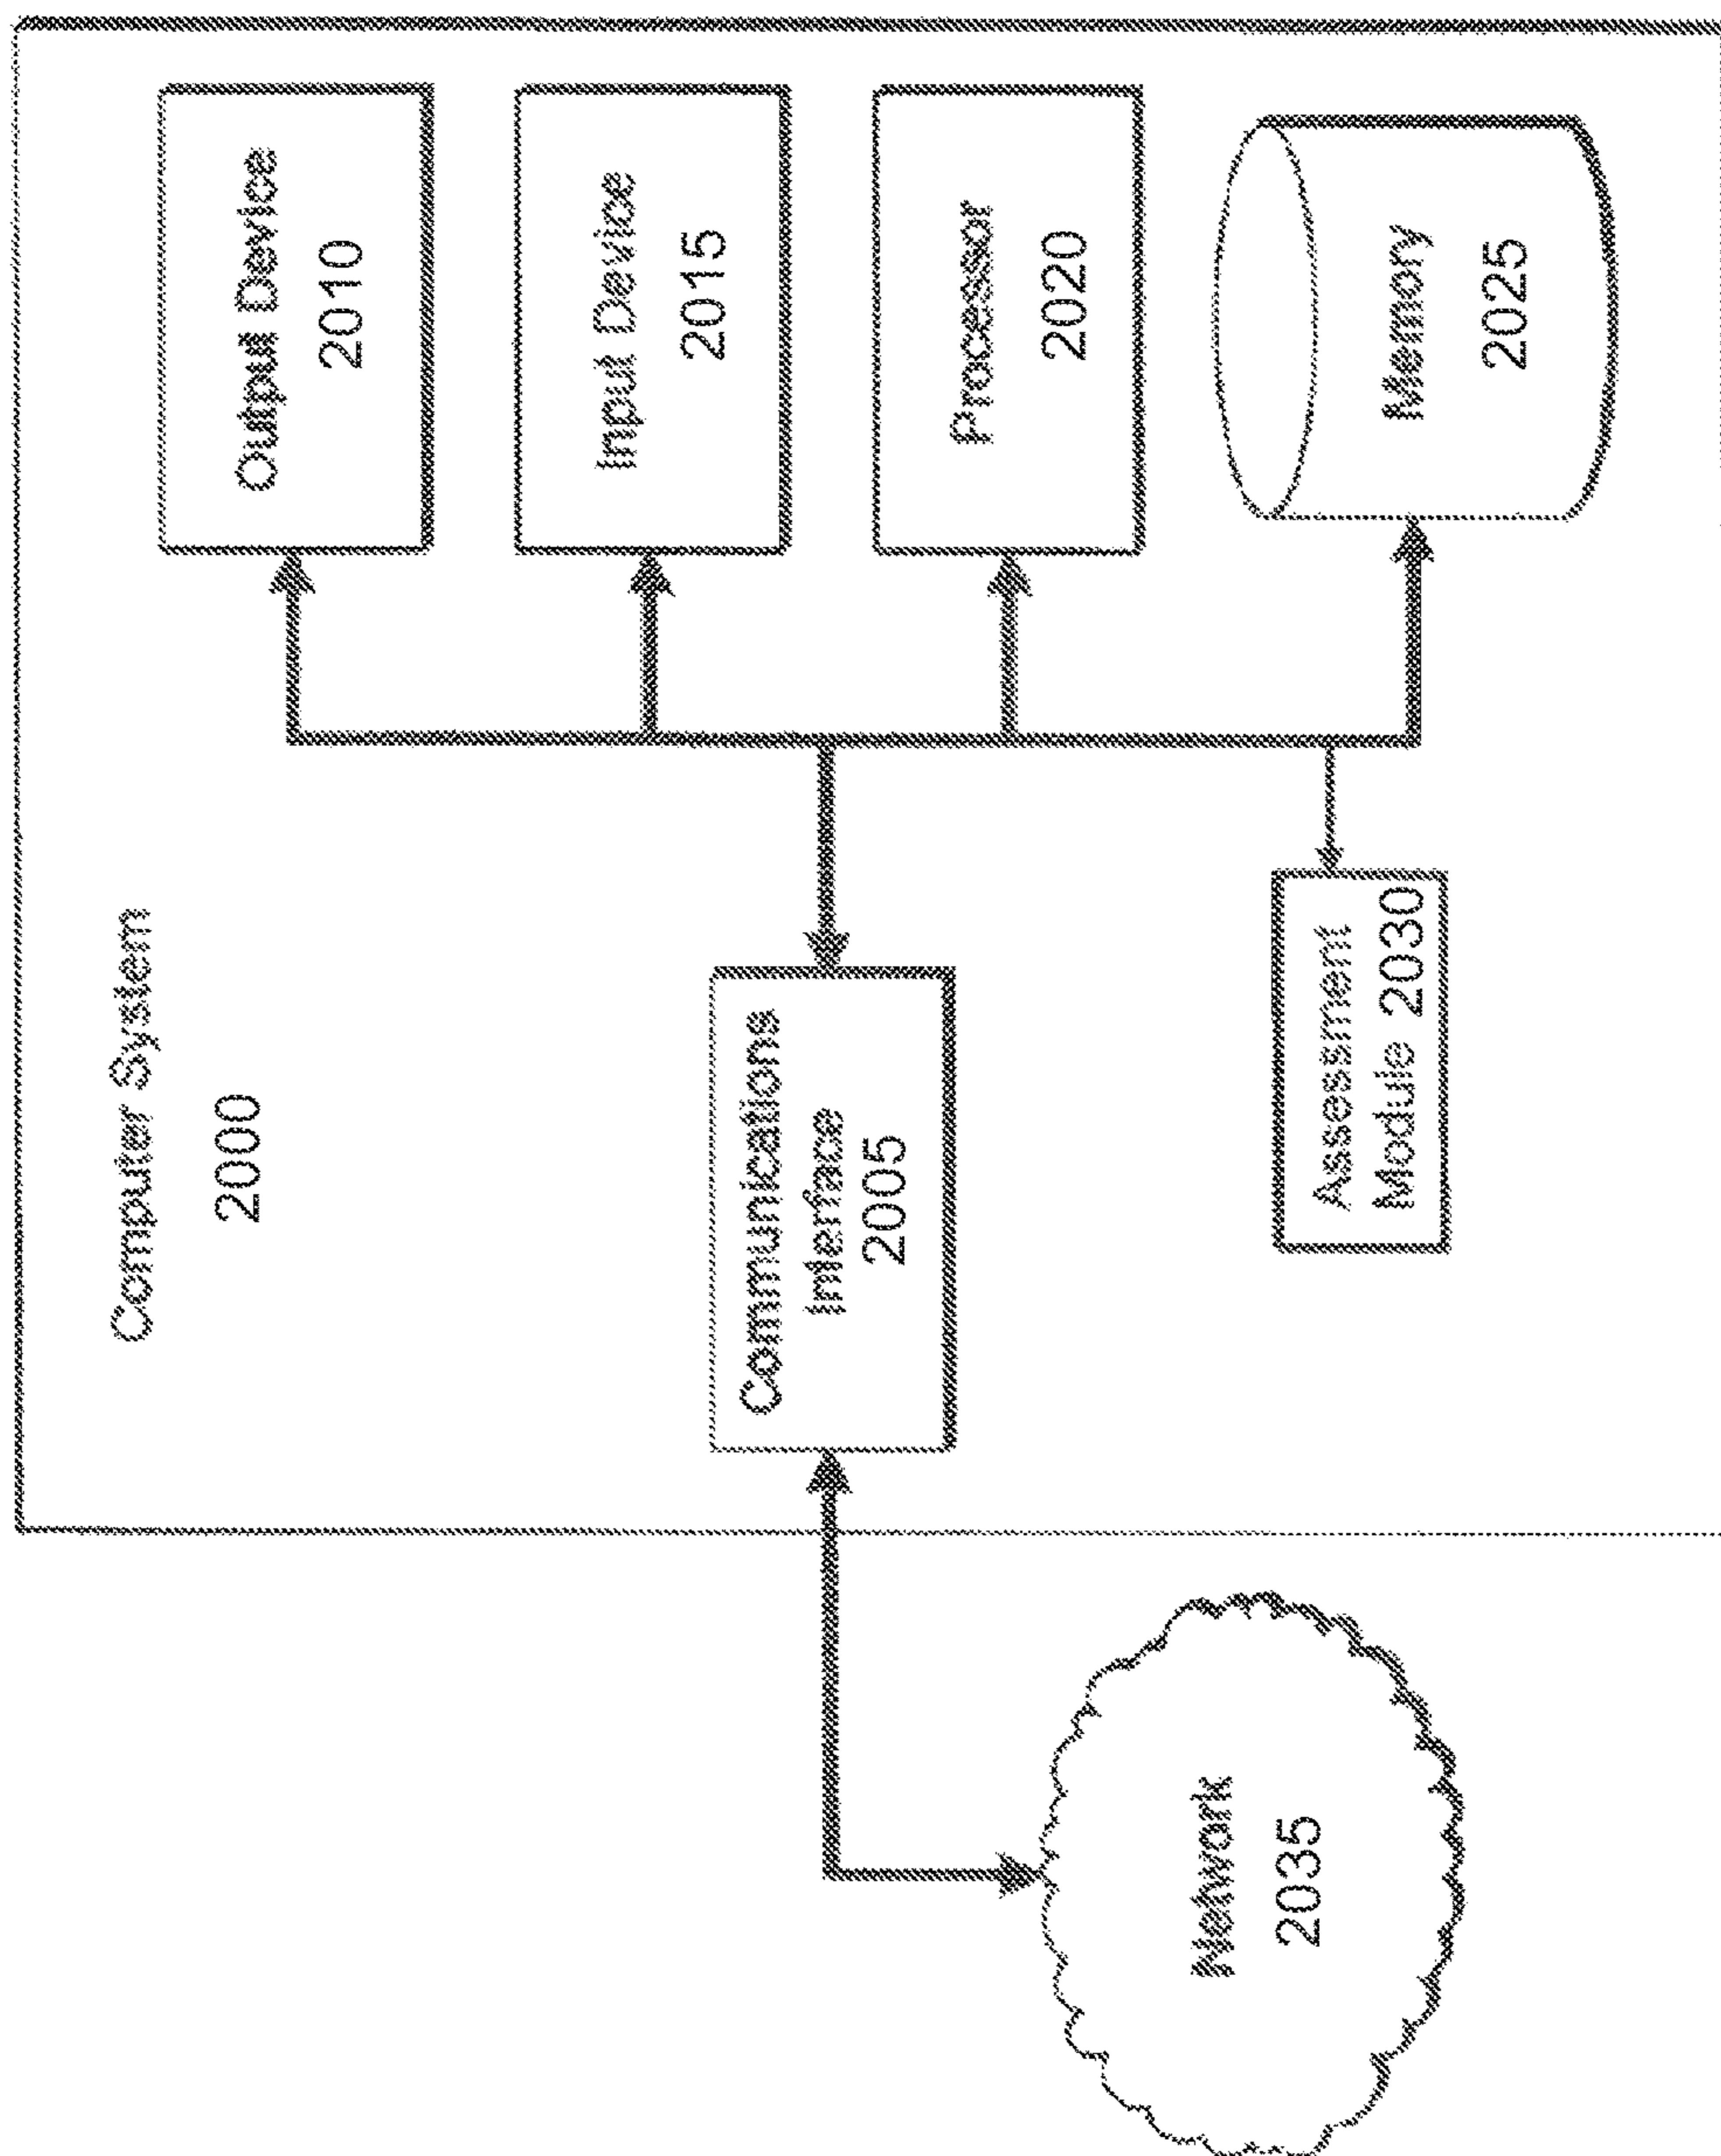 Computer System
2000
Output Device
2010
Input Device
2015
Communications
Interface
2005
Processor
2020
Assessment
Module 2030
Memory
2025
Network
2035